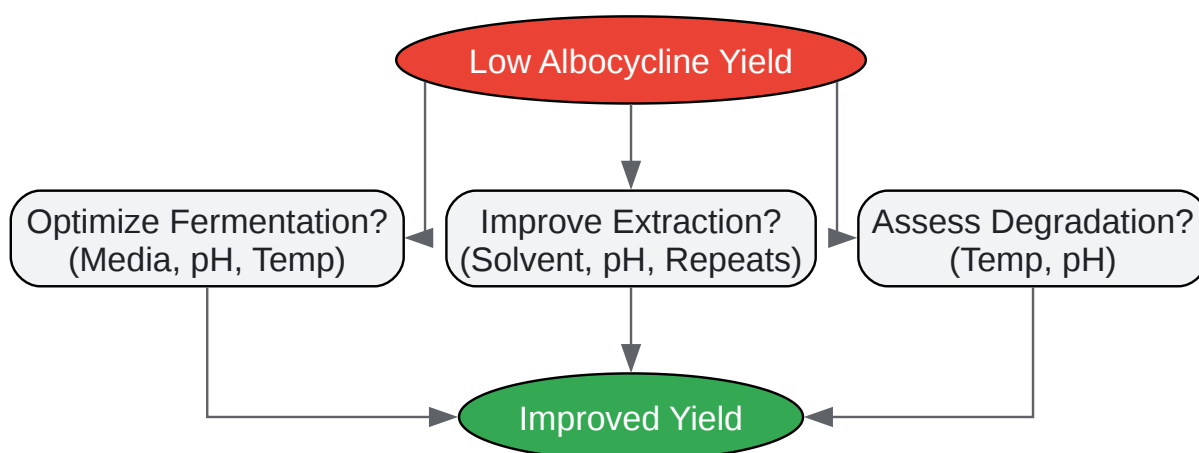 Low Albocycline Yield
Optimize Fermentation?
(Media, pH, Temp)
Improve Extraction?
(Solvent, pH, Repeats)
Assess Degradation?
(Temp, pH)
Improved Yield